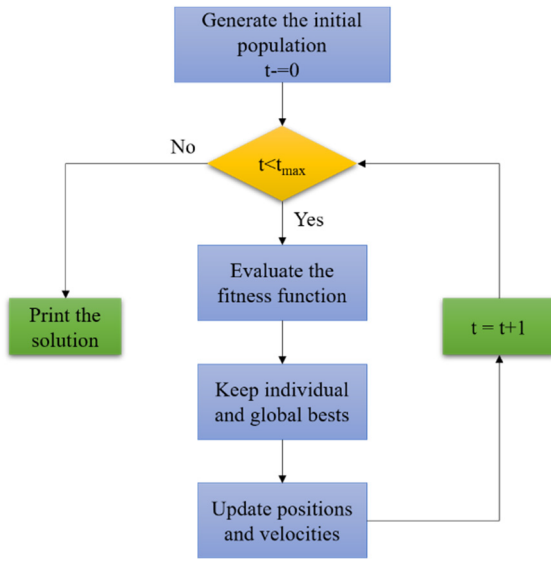 Generate the initial
population
t-=0
No
t<tmax
Yes
Evaluate the
fitness function
Print the
solution
t = t+1
Keep individual
and global bests
Update positions
and velocities